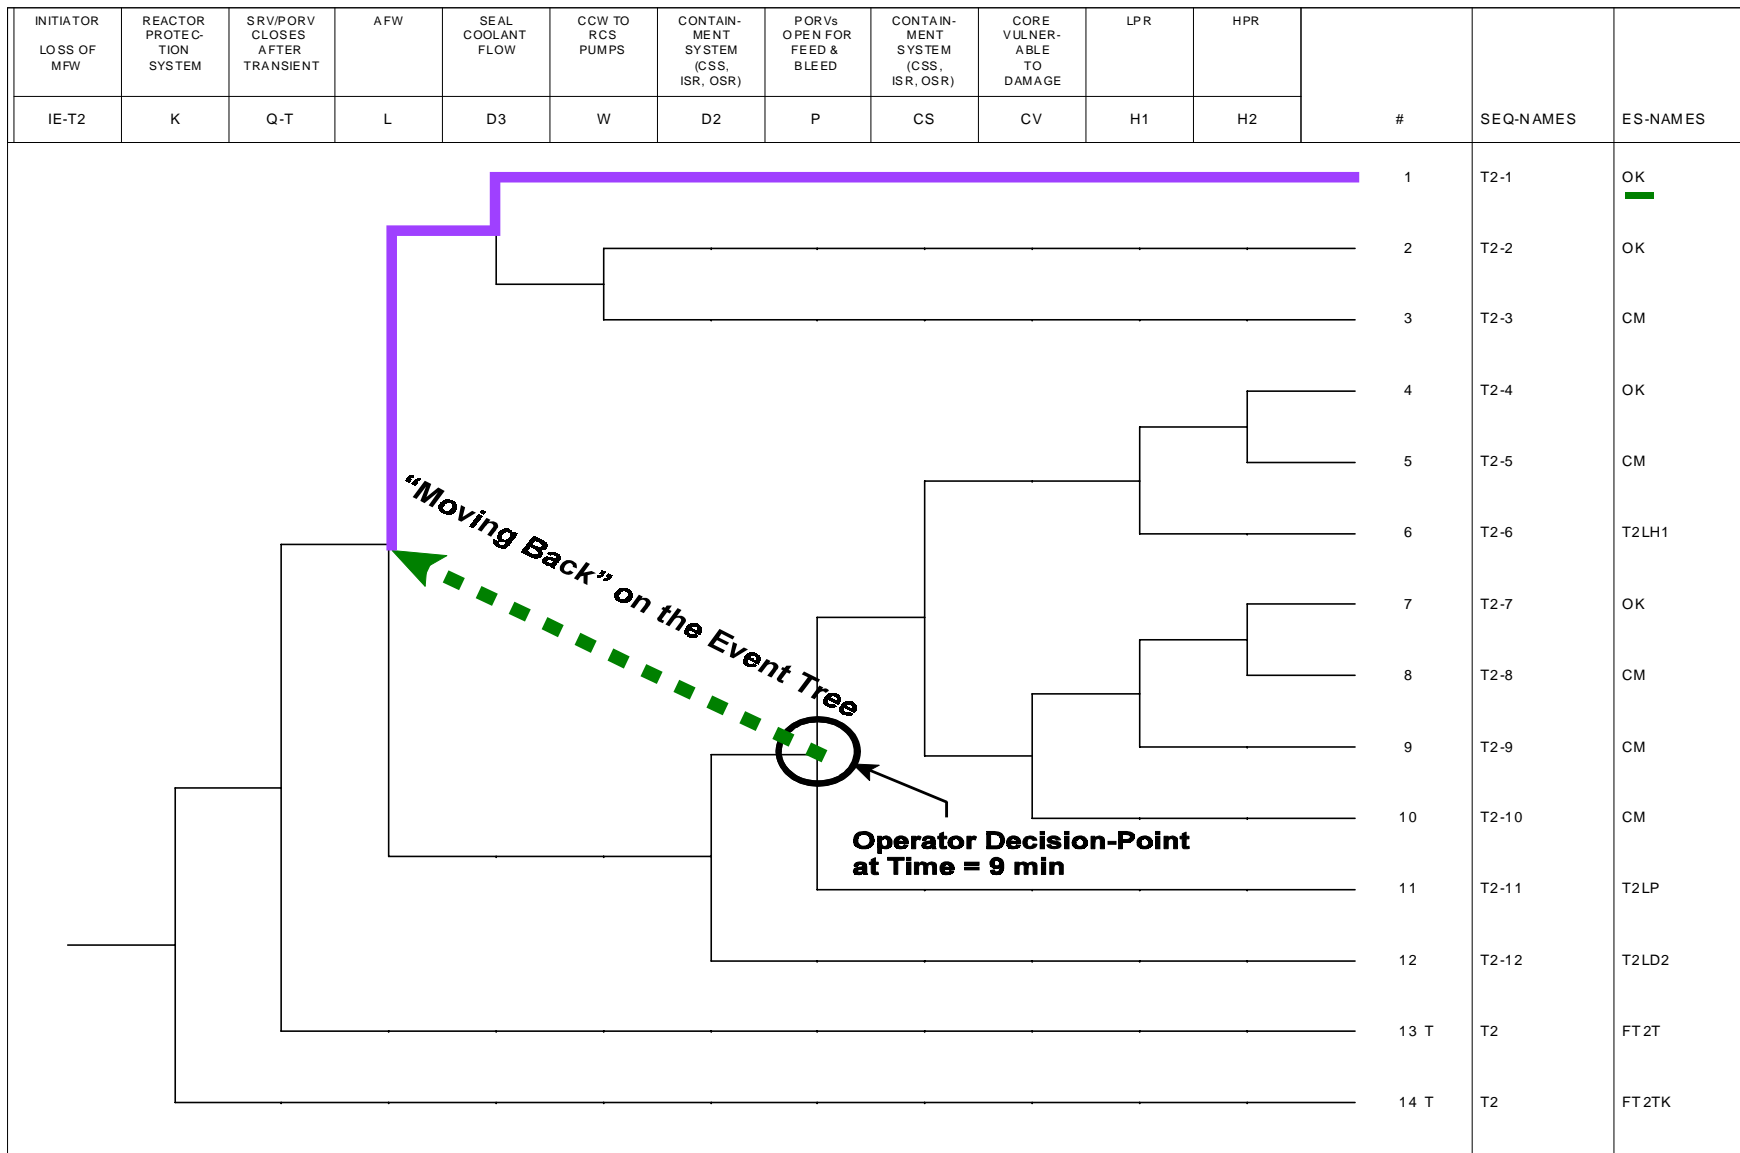 INITIATOR
LOSS OF
MFW
REACTOR
PROTEC-
TION
SYSTEM
SRV/PORV
CLOSES
AFTER
TRANSIENT
AFW
SEAL
COOLANT
FLOW
CCW TO
RCS
PUMPS
CONTAIN-
MENT
SYSTEM
(CSS,
ISR, OSR)
PORVs
OPEN FOR
FEED &
BLEED
CONTAIN-
MENT
SYSTEM
(CSS,
ISR, OSR)
CORE
VULNER-
ABLE
TO
DAMAGE
LPR
HPR
IE-T2 K Q-T L D3 W D2 P CS CV H1 H2 # SEQ-NAMES ES-NAMES
1 T2-1 OK
2 T2-2 OK
3 T2-3 CM
4 T2-4 OK
5 T2-5 CM
6 T2-6 T2LH1
7 T2-7 OK
8 T2-8 CM
9 T2-9 CM
10 T2-10 CM
11 T2-11 T2LP
12 T2-12 T2LD2
13 T T2 FT2T
14 T T2 FT2TK
“Moving Back” on the Event Tree
Operator Decision-Point
at Time = 9 min